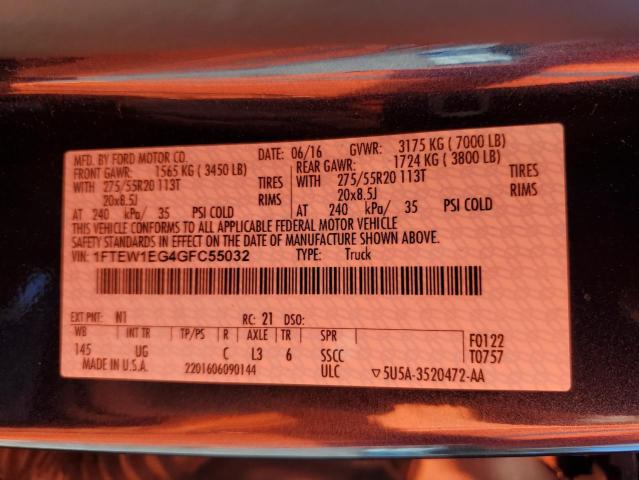 MFD. BY FORD MOTOR CO. DATE: 06/16 GVWR: 3175 KG ( 7000 LB)
FRONT GAWR: 1565 KG ( 3450 LB) REAR GAWR: 1724 KG ( 3800 LB)
WITH 275/55R20 113T TIRES WITH 275/55R20 113T TIRES
20x8.5J RIMS 20x8.5J RIMS
AT 240 kPa/ 35 PSI COLD AT 240 kPa/ 35 PSI COLD
THIS VEHICLE CONFORMS TO ALL APPLICABLE FEDERAL MOTOR VEHICLE
SAFETY STANDARDS IN EFFECT ON THE DATE OF MANUFACTURE SHOWN ABOVE.
VIN: 1FTEW1EG4GFC55032 TYPE: Truck
EXT PNT: N1 RC: 21 DSO:
WB INT TR TP/PS R AXLE TR SPR F0122
145 UG C L3 6 SSCC T0757
MADE IN U.S.A. 2201606090144 ULC ▽5U5A-3520472-AA